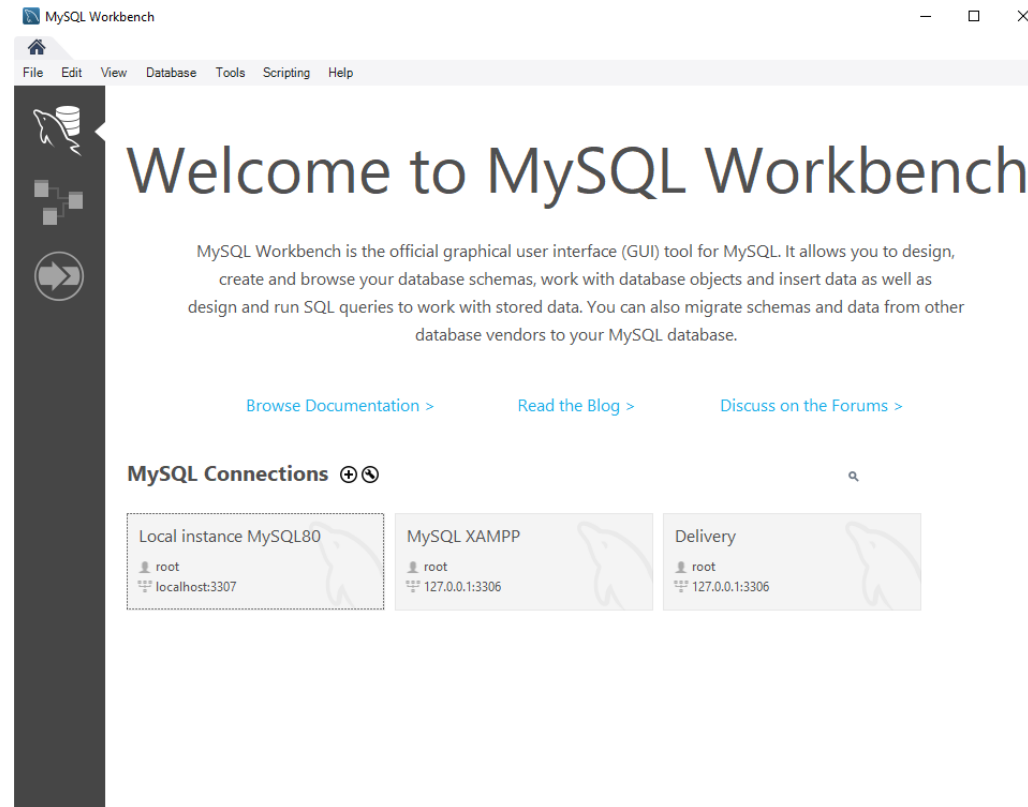 MySQL Workbench
File Edit View Database Tools Scripting Help
Welcome to MySQL Workbench
MySQL Workbench is the official graphical user interface (GUI) tool for MySQL. It allows you to design,
create and browse your database schemas, work with database objects and insert data as well as
design and run SQL queries to work with stored data. You can also migrate schemas and data from other
database vendors to your MySQL database.
Browse Documentation > Read the Blog > Discuss on the Forums >
MySQL Connections
Local instance MySQL80
root
localhost:3307
MySQL XAMPP
root
127.0.0.1:3306
Delivery
root
127.0.0.1:3306